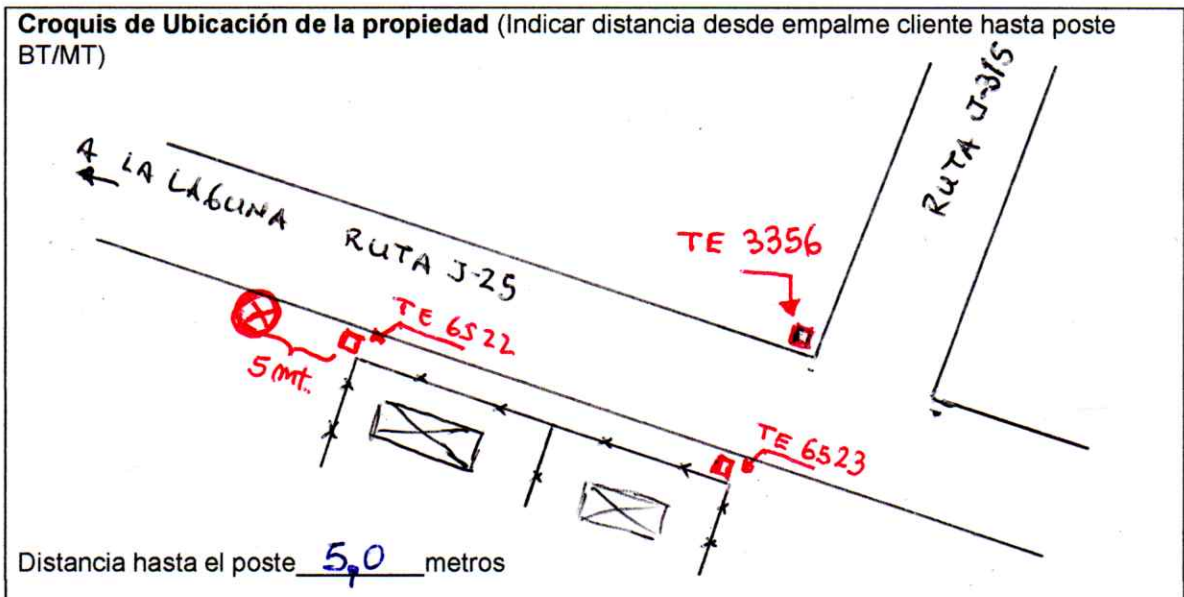 Croquis de Ubicación de la propiedad (Indicar distancia desde empalme cliente hasta poste
BT/MT)
RUTA J-315
A LA LAGUNA RUTA J-25
TE 3356
TE 6522
5 mt.
TE 6523
Distancia hasta el poste 5,0 metros